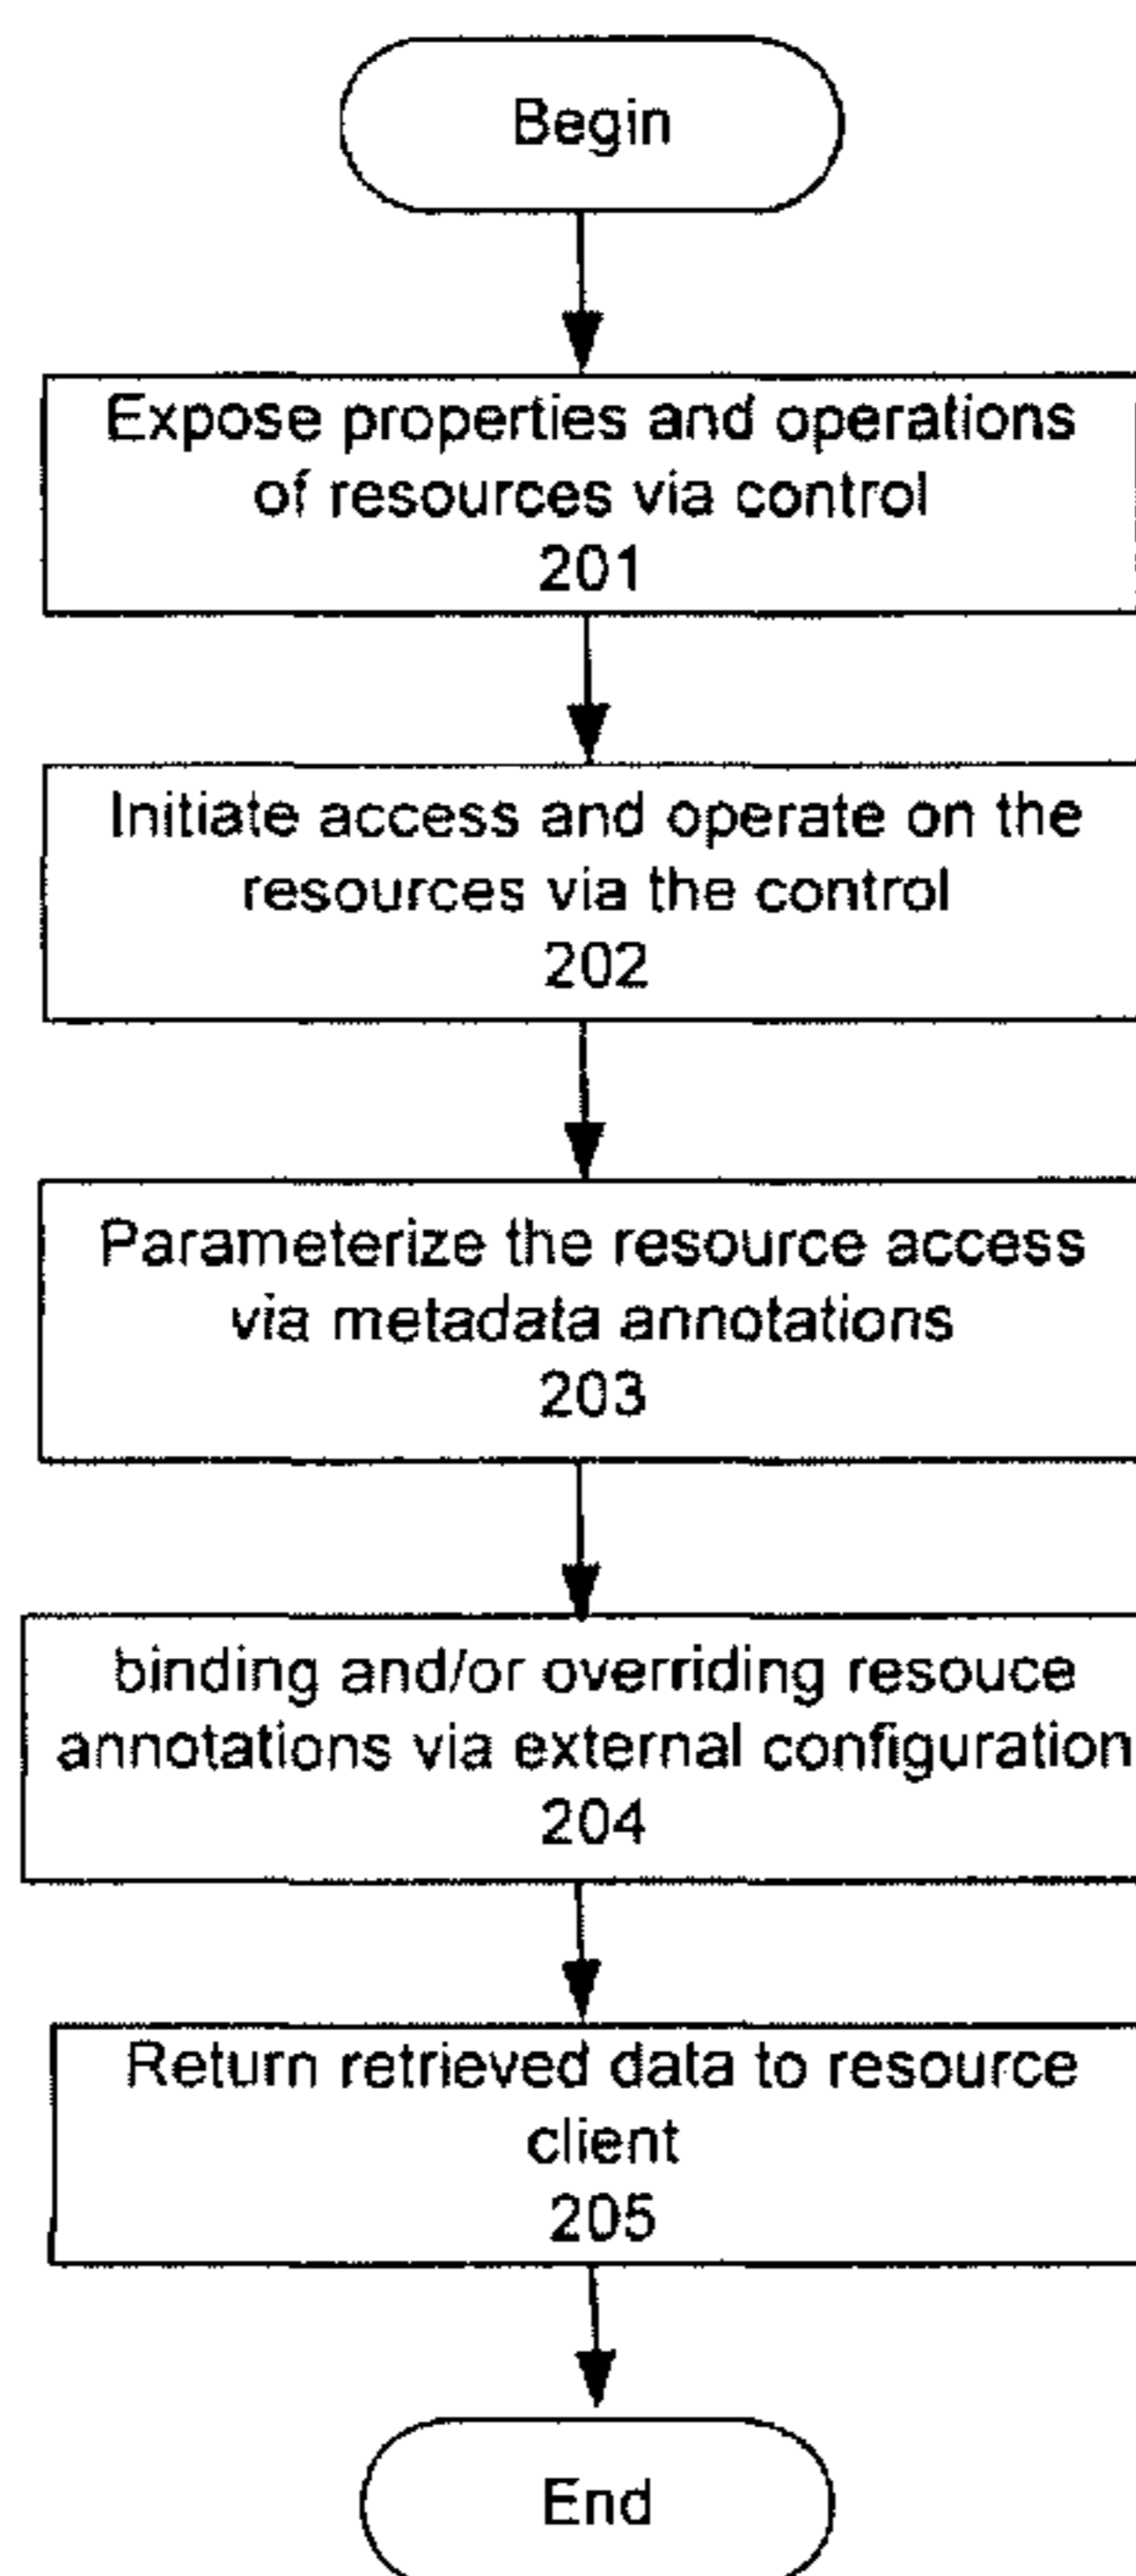 Begin
Expose properties and operations
of resources via control
201
Initiate access and operate on the
resources via the control
202
Parameterize the resource access
via metadata annotations
203
binding and/or overriding resouce
annotations via external configuration
204
Return retrieved data to resource
client
205
End